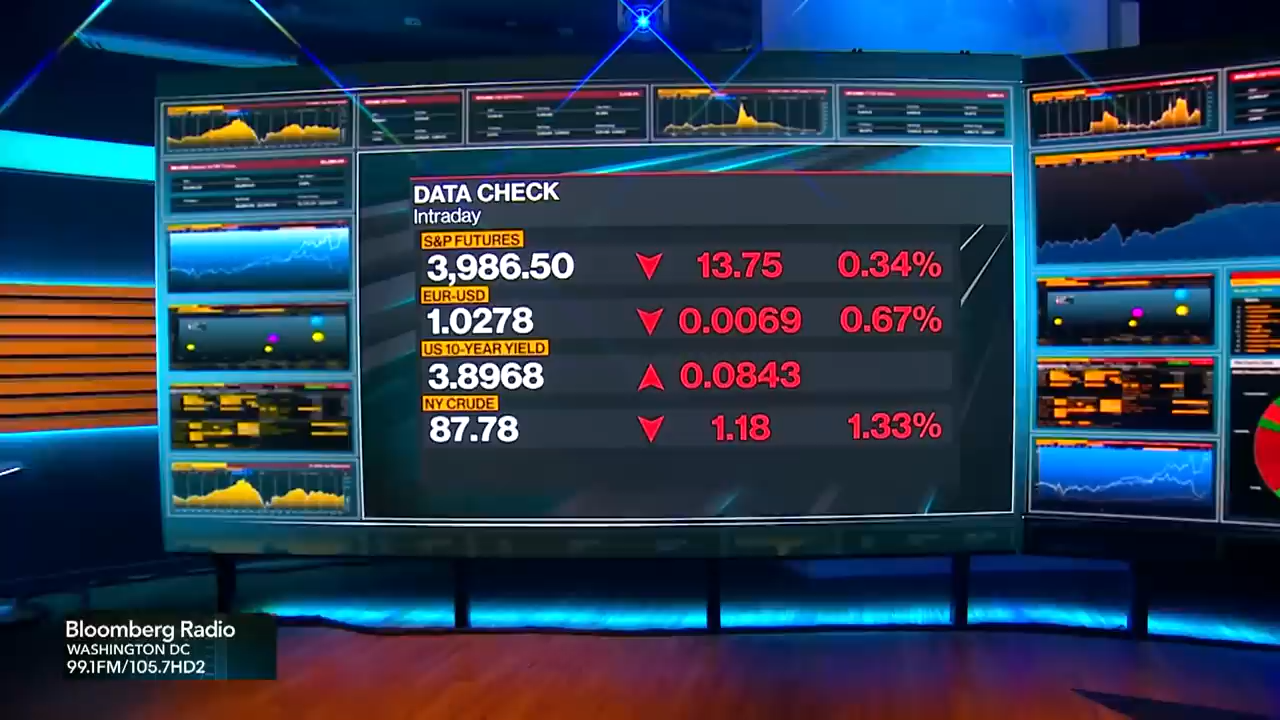 DATA CHECK
Intraday
S&P FUTURES
3,986.50 13.75 0.34%
EUR-USD
1.0278 0.0069 0.67%
US 10-YEAR YIELD
3.8968 0.0843
NY CRUDE
87.78 1.18 1.33%
Bloomberg Radio
WASHINGTON DC
99.1FM/105.7HD2